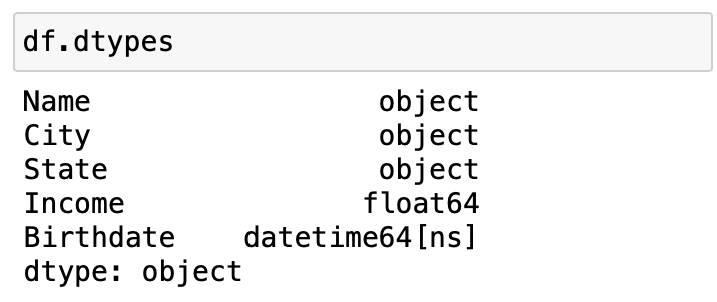 df.dtypes
Name                 object
City                 object
State                object
Income              float64
Birthdate    datetime64[ns]
dtype: object